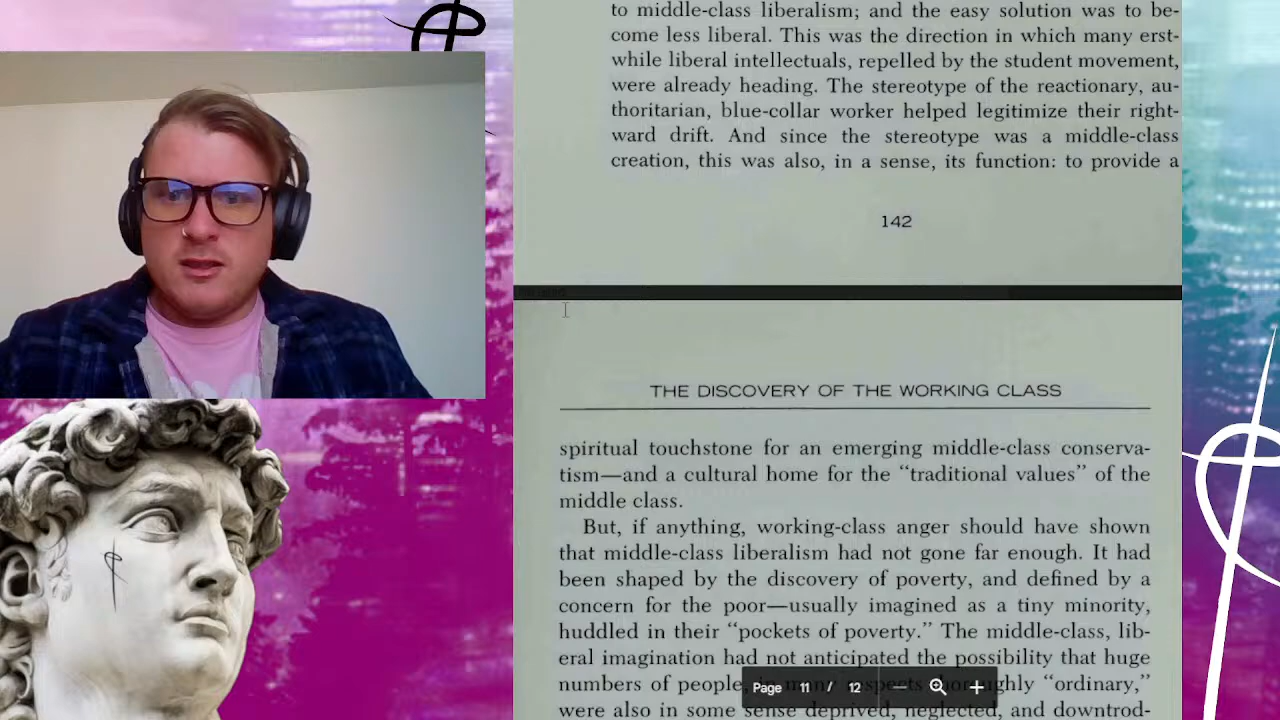 to middle-class liberalism; and the easy solution was to be-
come less liberal. This was the direction in which many erst-
while liberal intellectuals, repelled by the student movement,
were already heading. The stereotype of the reactionary, au-
thoritarian, blue-collar worker helped legitimize their right-
ward drift. And since the stereotype was a middle-class
creation, this was also, in a sense, its function: to provide a
142
THE DISCOVERY OF THE WORKING CLASS
spiritual touchstone for an emerging middle-class conserva-
tism—and a cultural home for the “traditional values” of the
middle class.
But, if anything, working-class anger should have shown
that middle-class liberalism had not gone far enough. It had
been shaped by the discovery of poverty, and defined by a
concern for the poor—usually imagined as a tiny minority,
huddled in their “pockets of poverty.” The middle-class, lib-
eral imagination had not anticipated the possibility that huge
numbers of people, in many respects thoroughly “ordinary,”
were also in some sense deprived, neglected, and downtrod-
Page 11 / 12